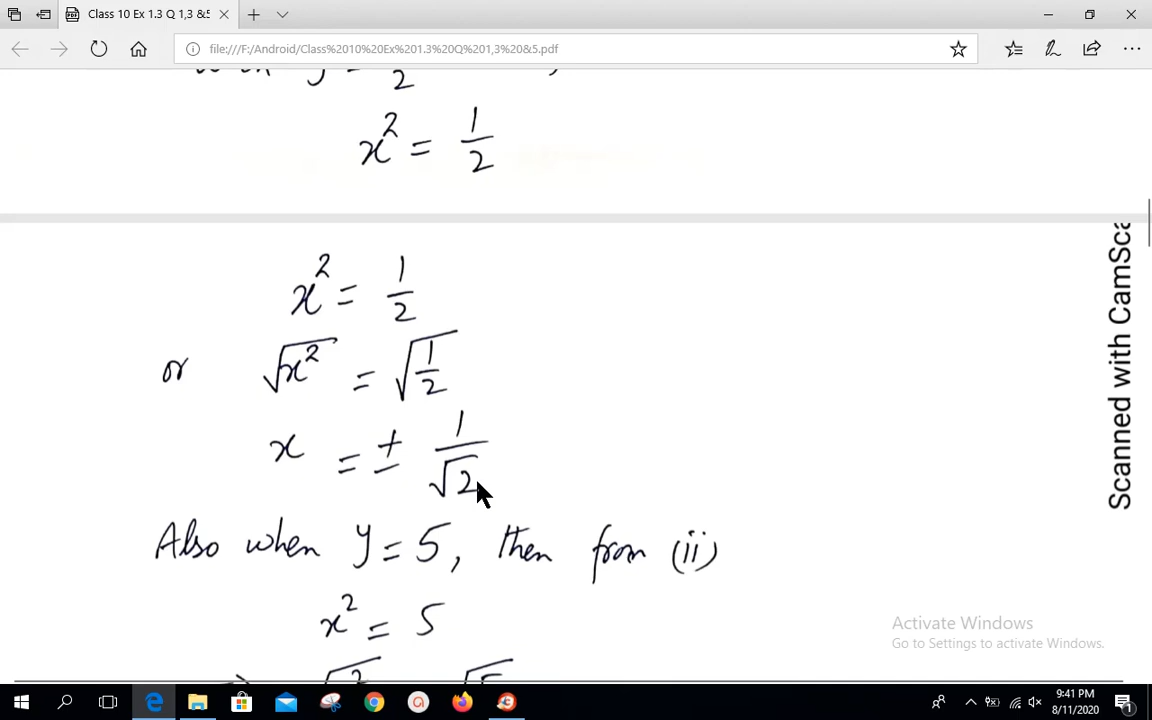 Class 10 Ex 1.3 Q 1,3 &5
file:///F:/Android/Class%2010%20Ex%201.3%20Q%201,3%20&5.pdf
x² = 1/2
x² = 1/2
or √x² = √1/2
x = ± 1/√2
Also when y = 5, then from (ii)
x² = 5
Scanned with CamSca
Activate Windows
Go to Settings to activate Windows.
9:41 PM
8/11/2020